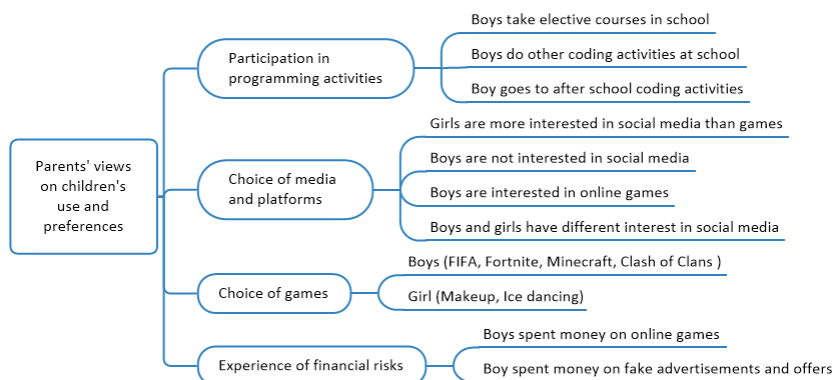 Parents' views
on children's
use and
preferences
Participation in
programming activities
Boys take elective courses in school
Boys do other coding activities at school
Boy goes to after school coding activities
Choice of media
and platforms
Girls are more interested in social media than games
Boys are not interested in social media
Boys are interested in online games
Boys and girls have different interest in social media
Choice of games
Boys (FIFA, Fortnite, Minecraft, Clash of Clans )
Girl (Makeup, Ice dancing)
Experience of financial risks
Boys spent money on online games
Boy spent money on fake advertisements and offers